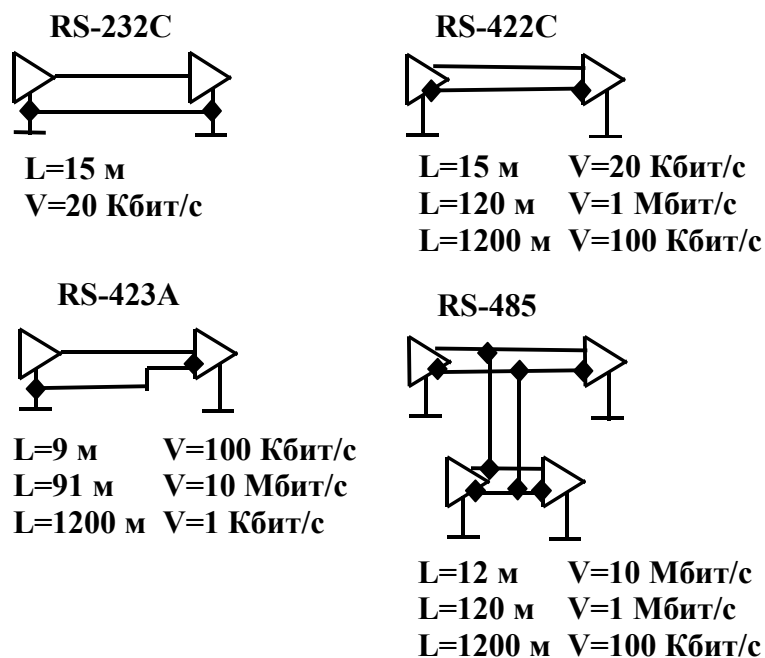 RS-232C
L=15 м
V=20 Кбит/с
RS-422C
L=15 м V=20 Кбит/с
L=120 м V=1 Мбит/с
L=1200 м V=100 Кбит/с
RS-423A
L=9 м V=100 Кбит/с
L=91 м V=10 Мбит/с
L=1200 м V=1 Кбит/с
RS-485
L=12 м V=10 Мбит/с
L=120 м V=1 Мбит/с
L=1200 м V=100 Кбит/с